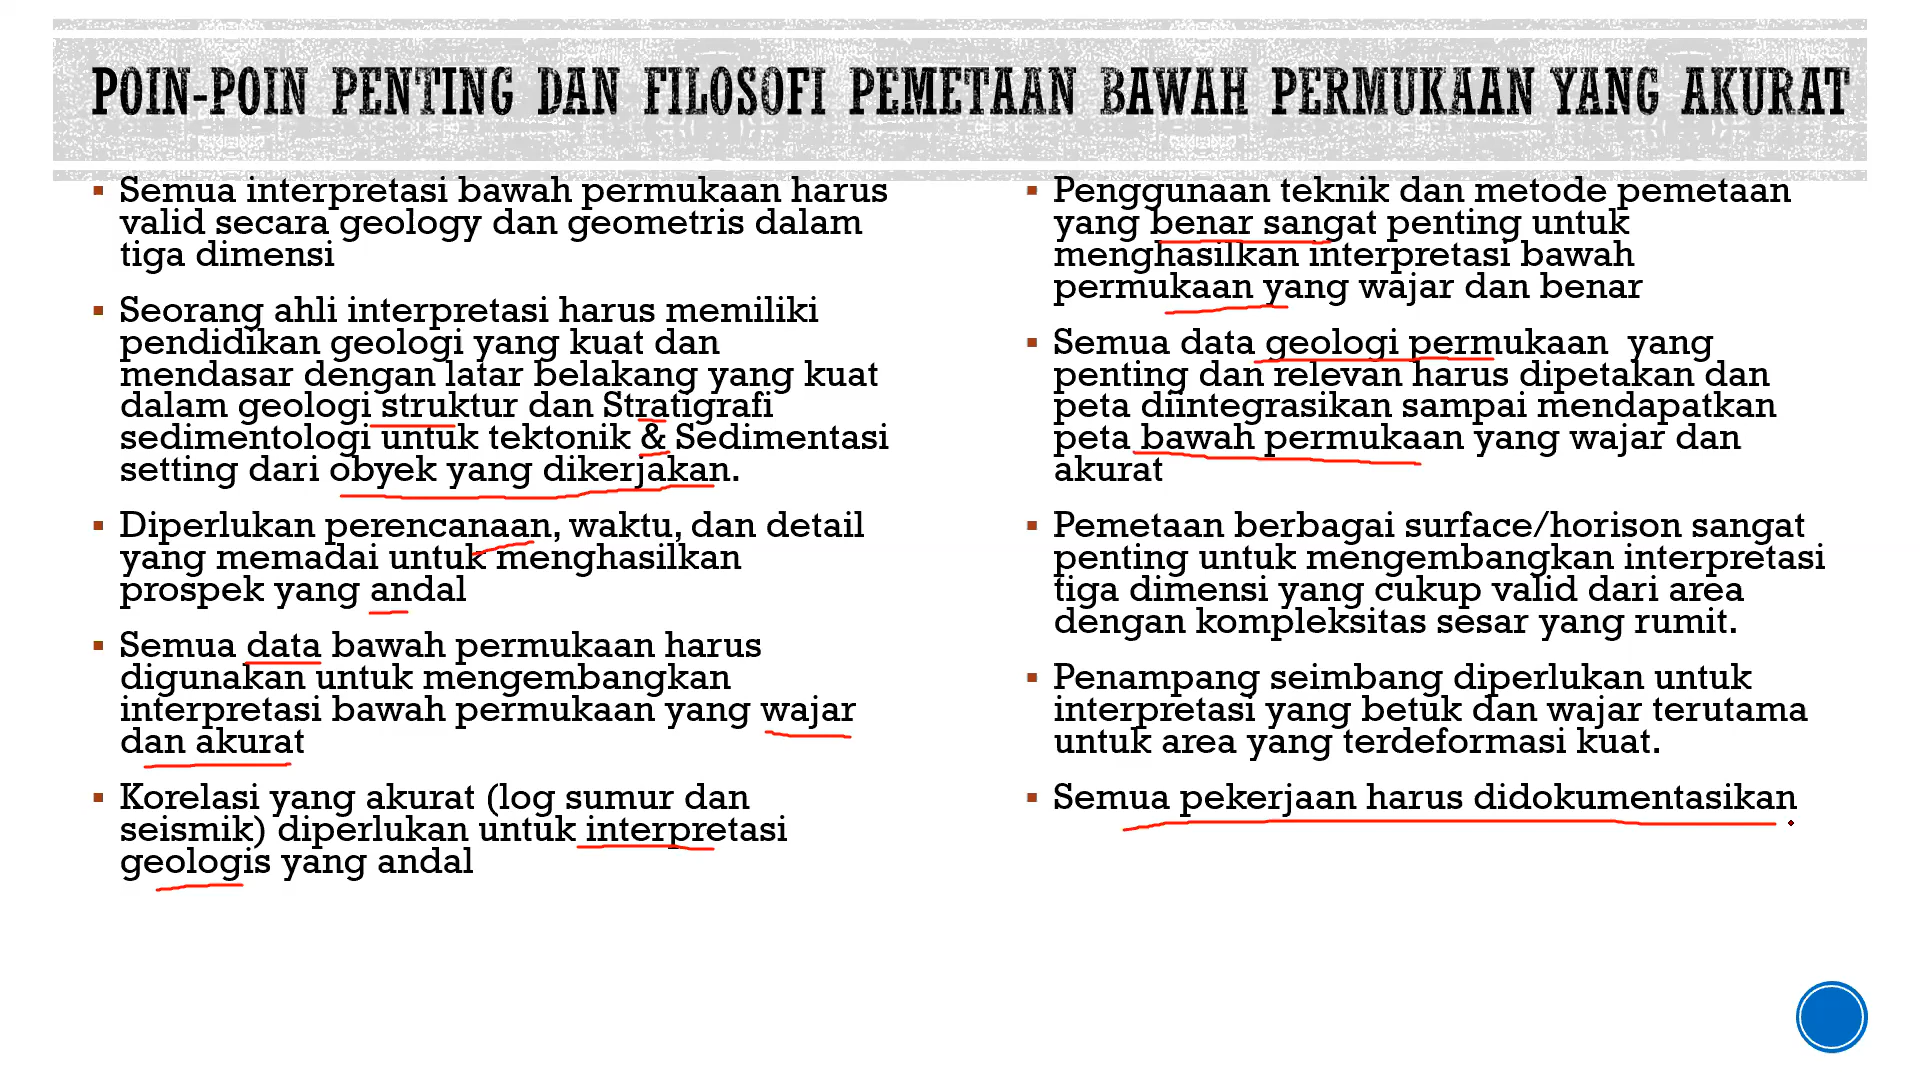 POIN-POIN PENTING DAN FILOSOFI PEMETAAN BAWAH PERMUKAAN YANG AKURAT
▪ Semua interpretasi bawah permukaan harus
valid secara geology dan geometris dalam
tiga dimensi
▪ Seorang ahli interpretasi harus memiliki
pendidikan geologi yang kuat dan
mendasar dengan latar belakang yang kuat
dalam geologi struktur dan Stratigrafi
sedimentologi untuk tektonik & Sedimentasi
setting dari obyek yang dikerjakan.
▪ Diperlukan perencanaan, waktu, dan detail
yang memadai untuk menghasilkan
prospek yang andal
▪ Semua data bawah permukaan harus
digunakan untuk mengembangkan
interpretasi bawah permukaan yang wajar
dan akurat
▪ Korelasi yang akurat (log sumur dan
seismik) diperlukan untuk interpretasi
geologis yang andal
▪ Penggunaan teknik dan metode pemetaan
yang benar sangat penting untuk
menghasilkan interpretasi bawah
permukaan yang wajar dan benar
▪ Semua data geologi permukaan  yang
penting dan relevan harus dipetakan dan
peta diintegrasikan sampai mendapatkan
peta bawah permukaan yang wajar dan
akurat
▪ Pemetaan berbagai surface/horison sangat
penting untuk mengembangkan interpretasi
tiga dimensi yang cukup valid dari area
dengan kompleksitas sesar yang rumit.
▪ Penampang seimbang diperlukan untuk
interpretasi yang betuk dan wajar terutama
untuk area yang terdeformasi kuat.
▪ Semua pekerjaan harus didokumentasikan